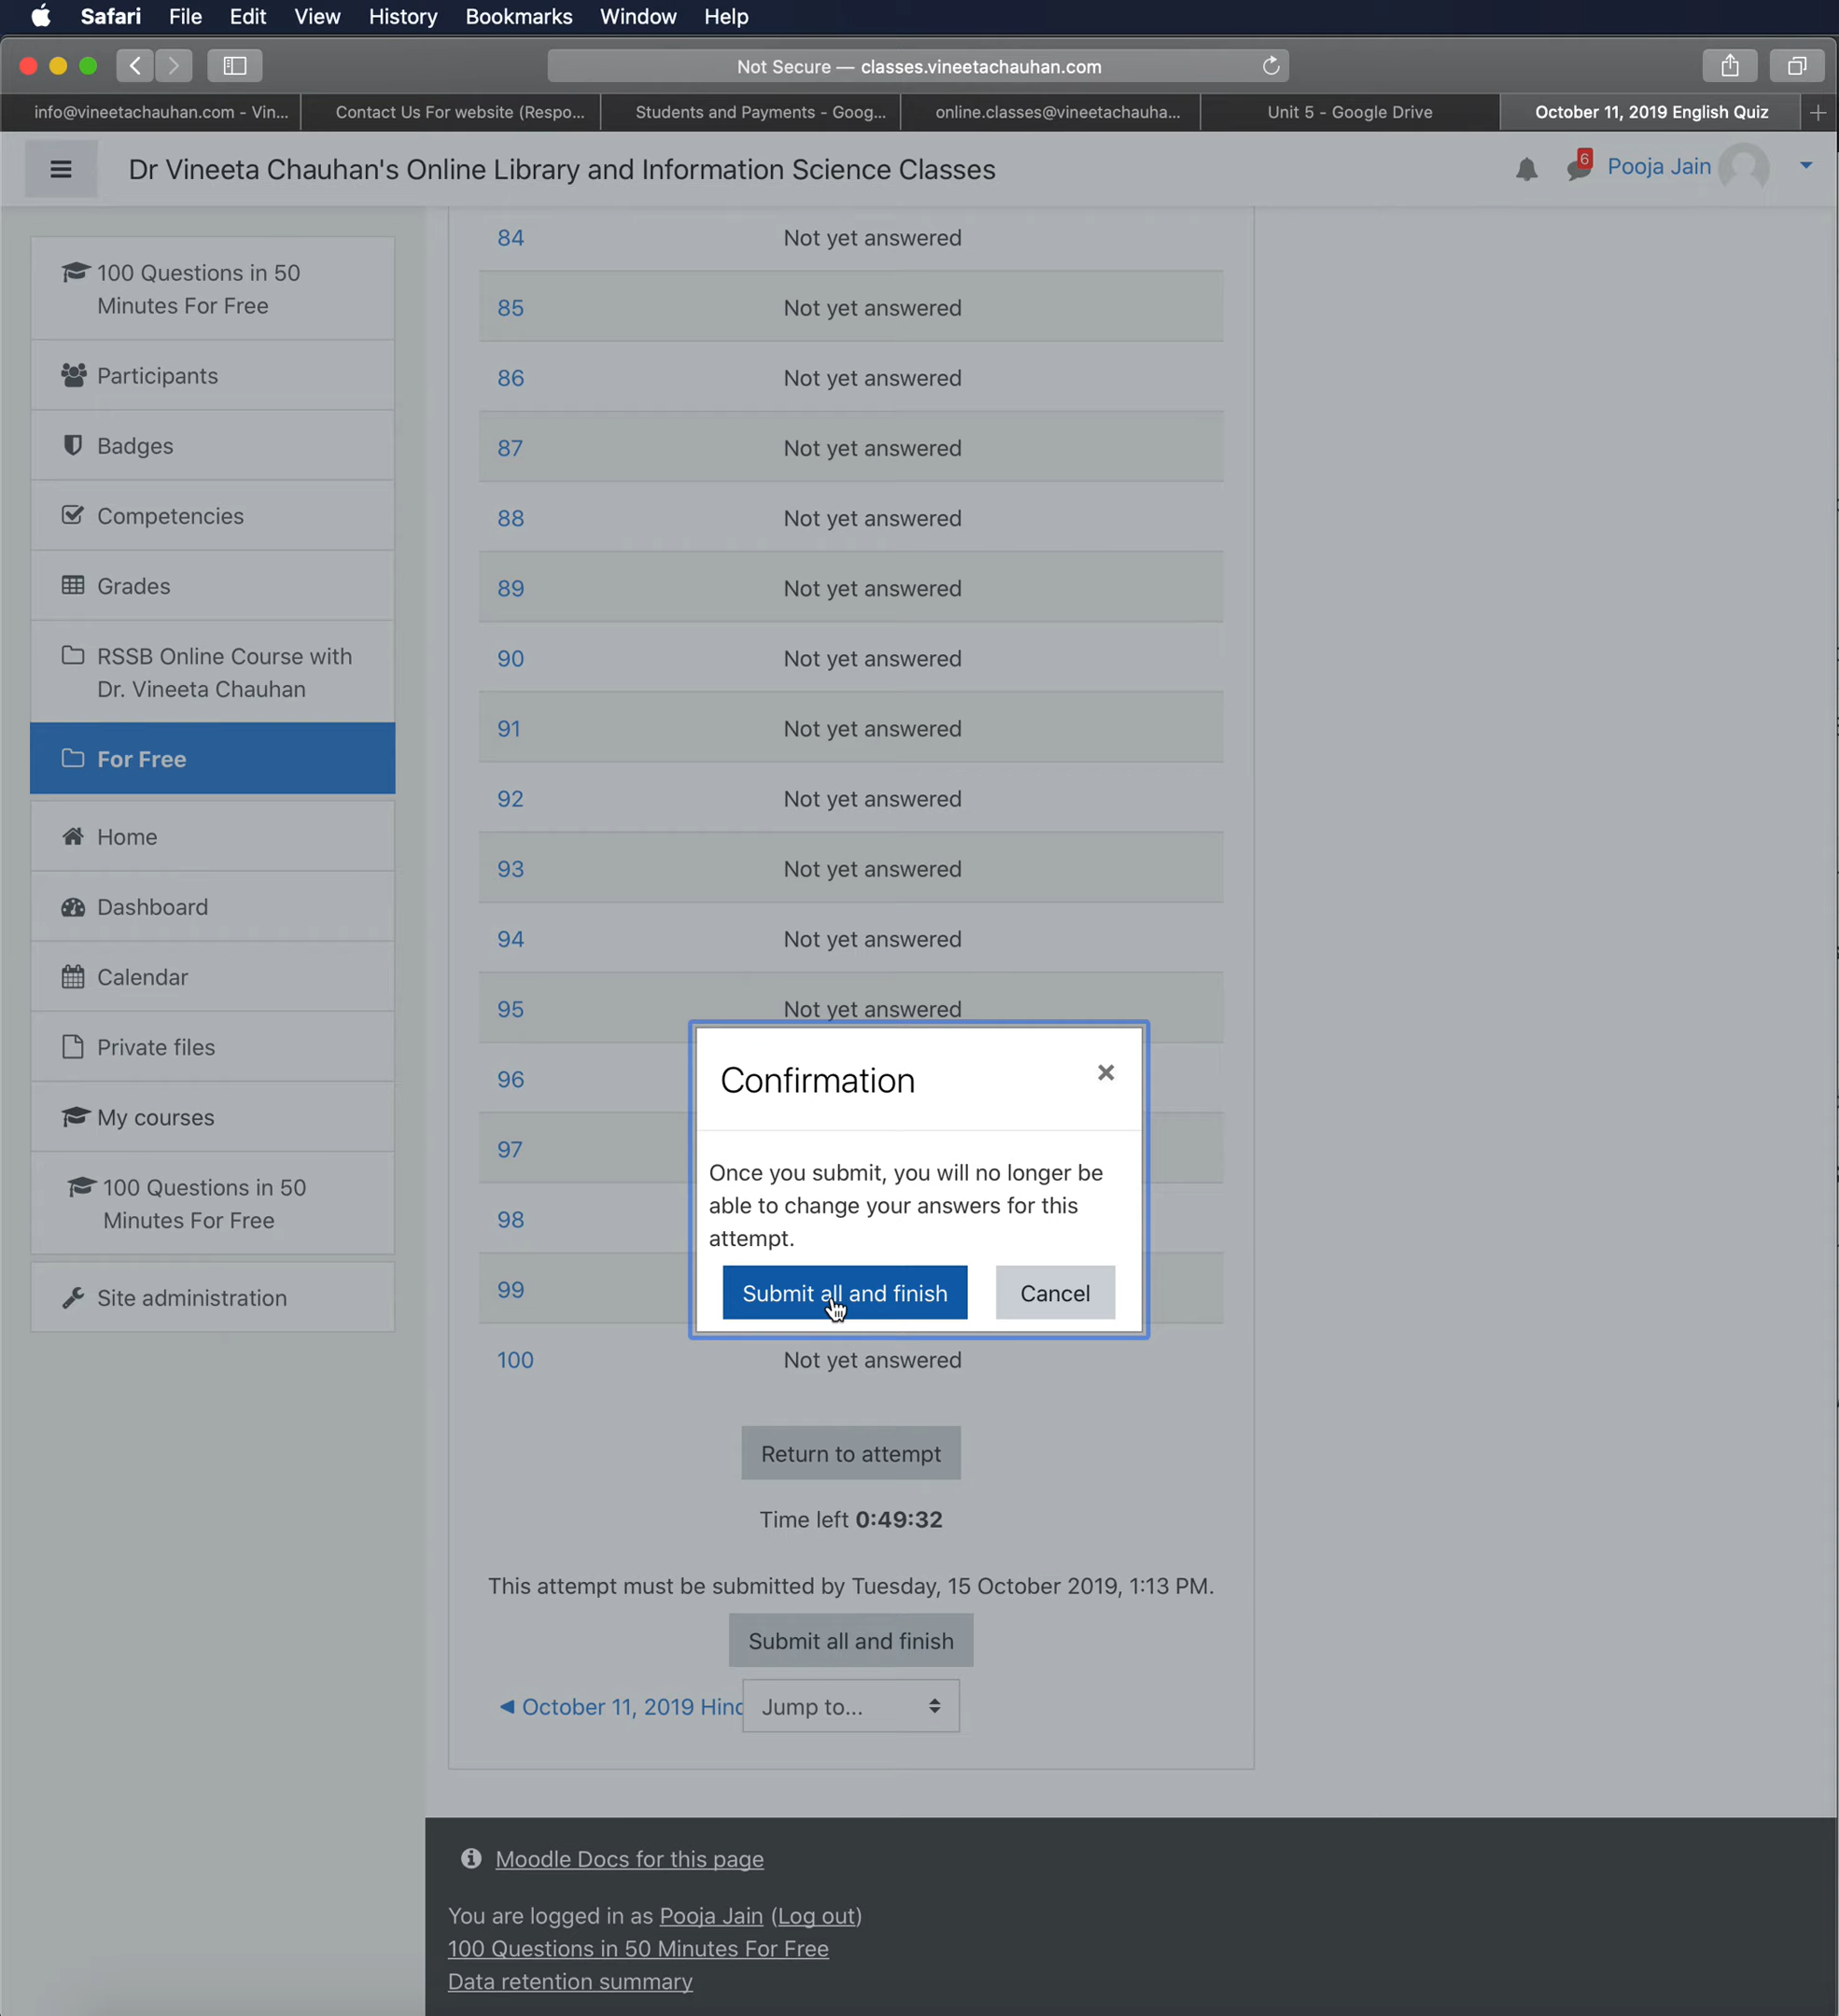 Safari File Edit View History Bookmarks Window Help
Not Secure — classes.vineetachauhan.com
info@vineetachauhan.com - Vin... Contact Us For website (Respo... Students and Payments - Goog... online.classes@vineetachauha... Unit 5 - Google Drive October 11, 2019 English Quiz
Dr Vineeta Chauhan's Online Library and Information Science Classes
6 Pooja Jain
100 Questions in 50
Minutes For Free
Participants
Badges
Competencies
Grades
RSSB Online Course with
Dr. Vineeta Chauhan
For Free
Home
Dashboard
Calendar
Private files
My courses
100 Questions in 50
Minutes For Free
Site administration
84 Not yet answered
85 Not yet answered
86 Not yet answered
87 Not yet answered
88 Not yet answered
89 Not yet answered
90 Not yet answered
91 Not yet answered
92 Not yet answered
93 Not yet answered
94 Not yet answered
95 Not yet answered
96
97
98
99
100 Not yet answered
Confirmation
Once you submit, you will no longer be
able to change your answers for this
attempt.
Submit all and finish Cancel
Return to attempt
Time left 0:49:32
This attempt must be submitted by Tuesday, 15 October 2019, 1:13 PM.
Submit all and finish
◄ October 11, 2019 Hind Jump to...
Moodle Docs for this page
You are logged in as Pooja Jain (Log out)
100 Questions in 50 Minutes For Free
Data retention summary